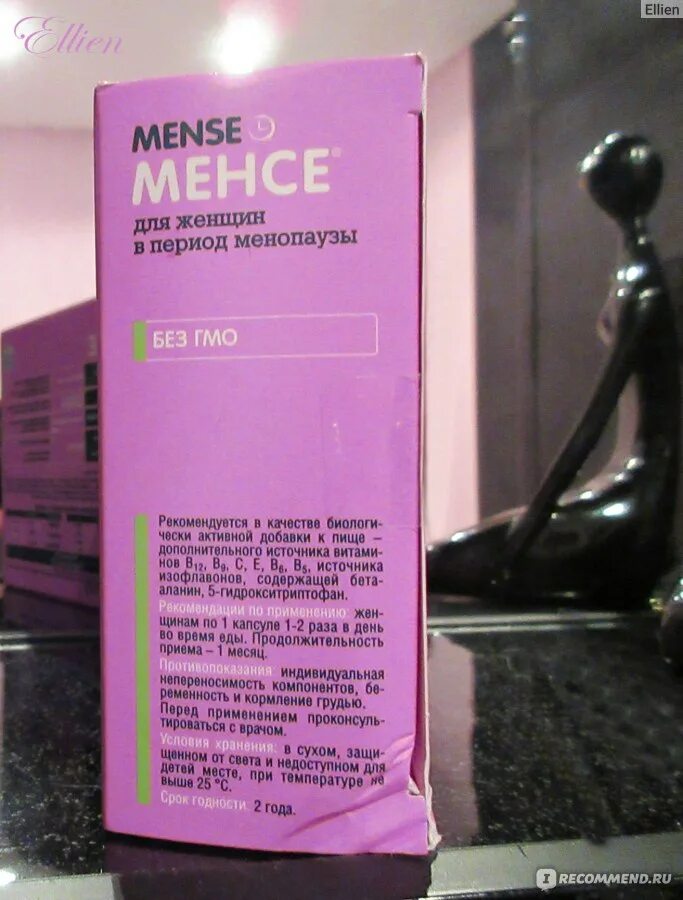 Ellien
Ellien
MENSE
МЕНСЕ®
для женщин
в период менопаузы
БЕЗ ГМО
Рекомендуется в качестве биологи-
чески активной добавки к пище –
дополнительного источника витами-
нов B12, B9, C, E, B6, B5, источника
изофлавонов, содержащей бета-
аланин, 5-гидрокситриптофан.
Рекомендации по применению: жен-
щинам по 1 капсуле 1-2 раза в день
во время еды. Продолжительность
приема – 1 месяц.
Противопоказания: индивидуальная
непереносимость компонентов, бе-
ременность и кормление грудью.
Перед применением проконсуль-
тироваться с врачом.
Условия хранения: в сухом, защи-
щенном от света и недоступном для
детей месте, при температуре не
выше 25 °C.
Срок годности: 2 года.
IRECOMMEND.RU